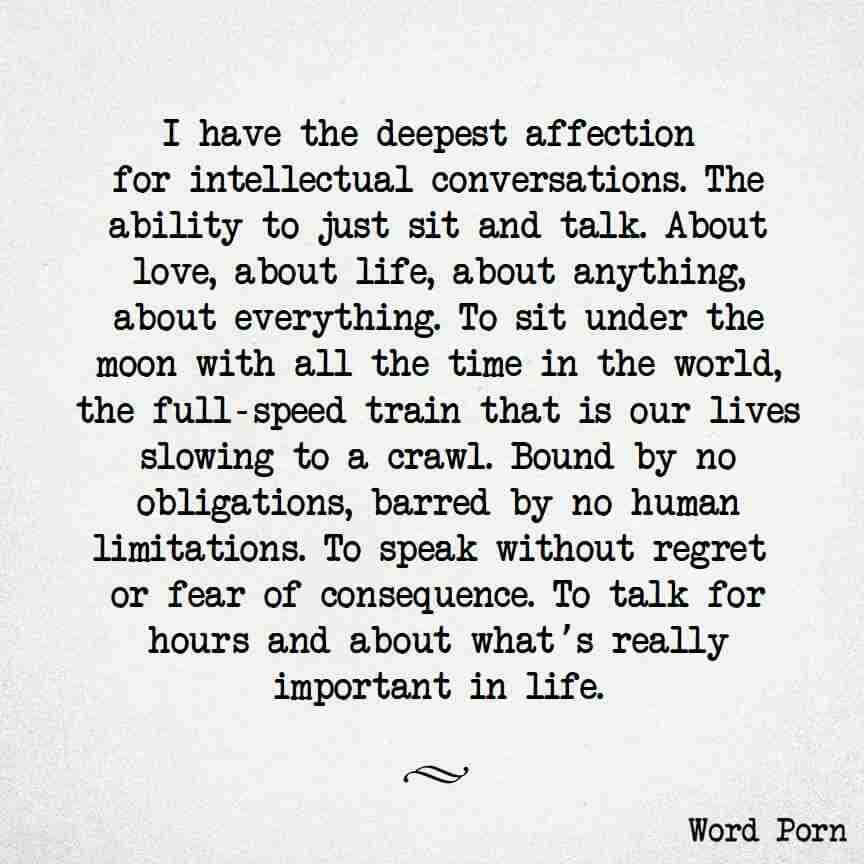 I have the deepest affection
for intellectual conversations. The
ability to just sit and talk. About
love, about life, about anything,
about everything. To sit under the
moon with all the time in the world,
the full-speed train that is our lives
slowing to a crawl. Bound by no
obligations, barred by no human
limitations. To speak without regret
or fear of consequence. To talk for
hours and about what's really
important in life.
Word Porn